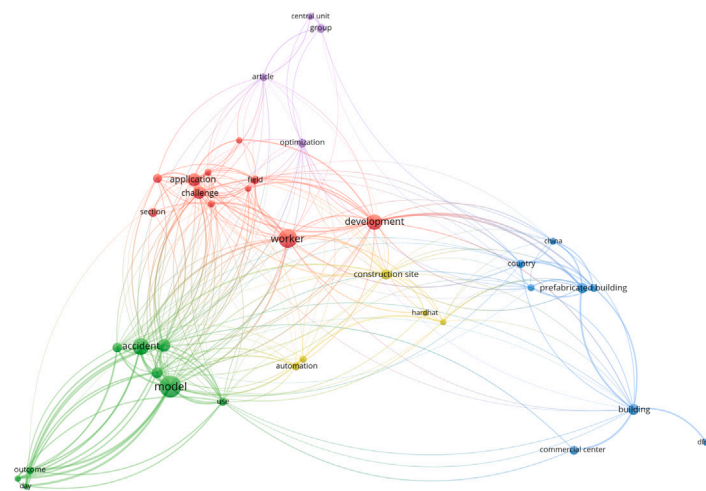 central unit
group
article
optimization
application
field
challenge
section
development
worker
china
country
construction site
prefabricated building
hardhat
accident
automation
model
use
building
commercial center
outcome
day